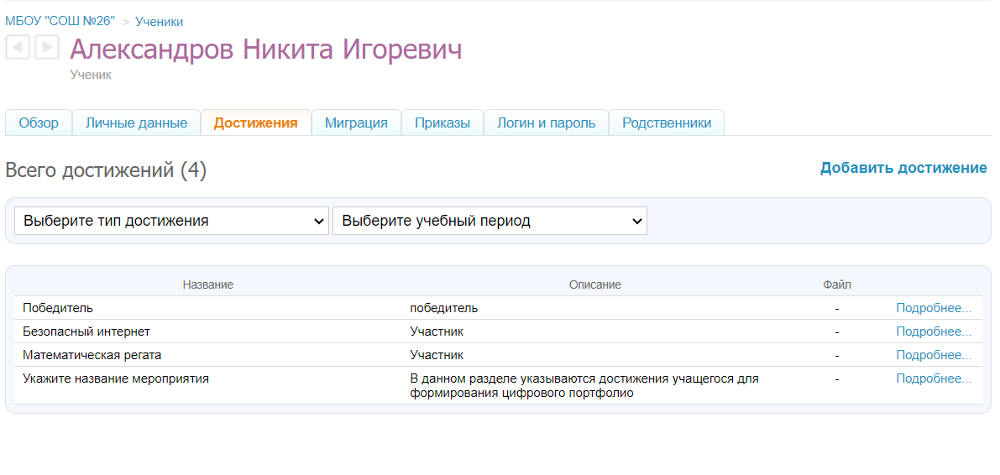 МБОУ "СОШ №26" > Ученики
Александров Никита Игоревич
Ученик
Обзор Личные данные Достижения Миграция Приказы Логин и пароль Родственники
Всего достижений (4) Добавить достижение
Выберите тип достижения Выберите учебный период
Название Описание Файл
Победитель победитель - Подробнее...
Безопасный интернет Участник - Подробнее...
Математическая регата Участник - Подробнее...
Укажите название мероприятия В данном разделе указываются достижения учащегося для - Подробнее...
формирования цифрового портфолио